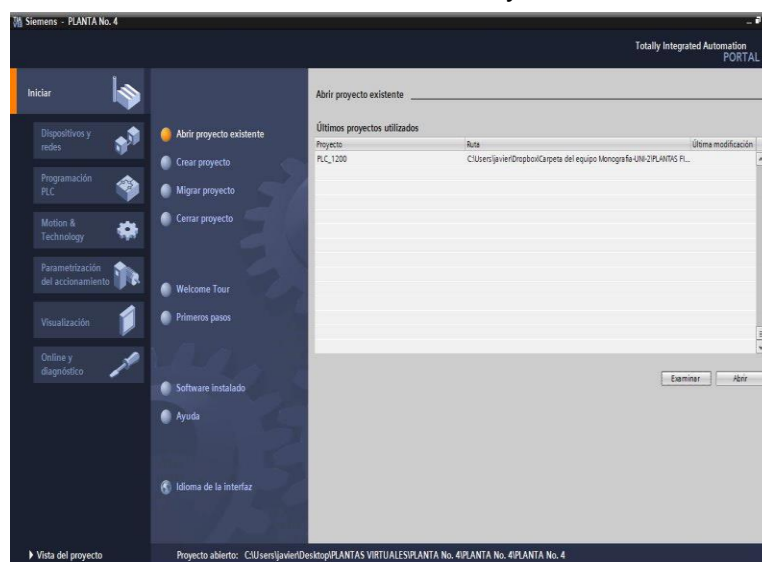 Siemens - PLANTA No. 4
Totally Integrated Automation
PORTAL
Iniciar
Dispositivos y
redes
Programación
PLC
Motion &
Technology
Parametrización
del accionamiento
Visualización
Online y
diagnóstico
Abrir proyecto existente
Crear proyecto
Migrar proyecto
Cerrar proyecto
Welcome Tour
Primeros pasos
Software instalado
Ayuda
Idioma de la interfaz
Abrir proyecto existente
Últimos proyectos utilizados
Proyecto Ruta Última modificación
PLC_1200 C:\Users\javier\Dropbox\Carpeta del equipo Monografia-UNI-2\PLANTAS FI...
Examinar Abrir
Vista del proyecto
Proyecto abierto: C:\Users\javier\Desktop\PLANTAS VIRTUALES\PLANTA No. 4\PLANTA No. 4\PLANTA No. 4